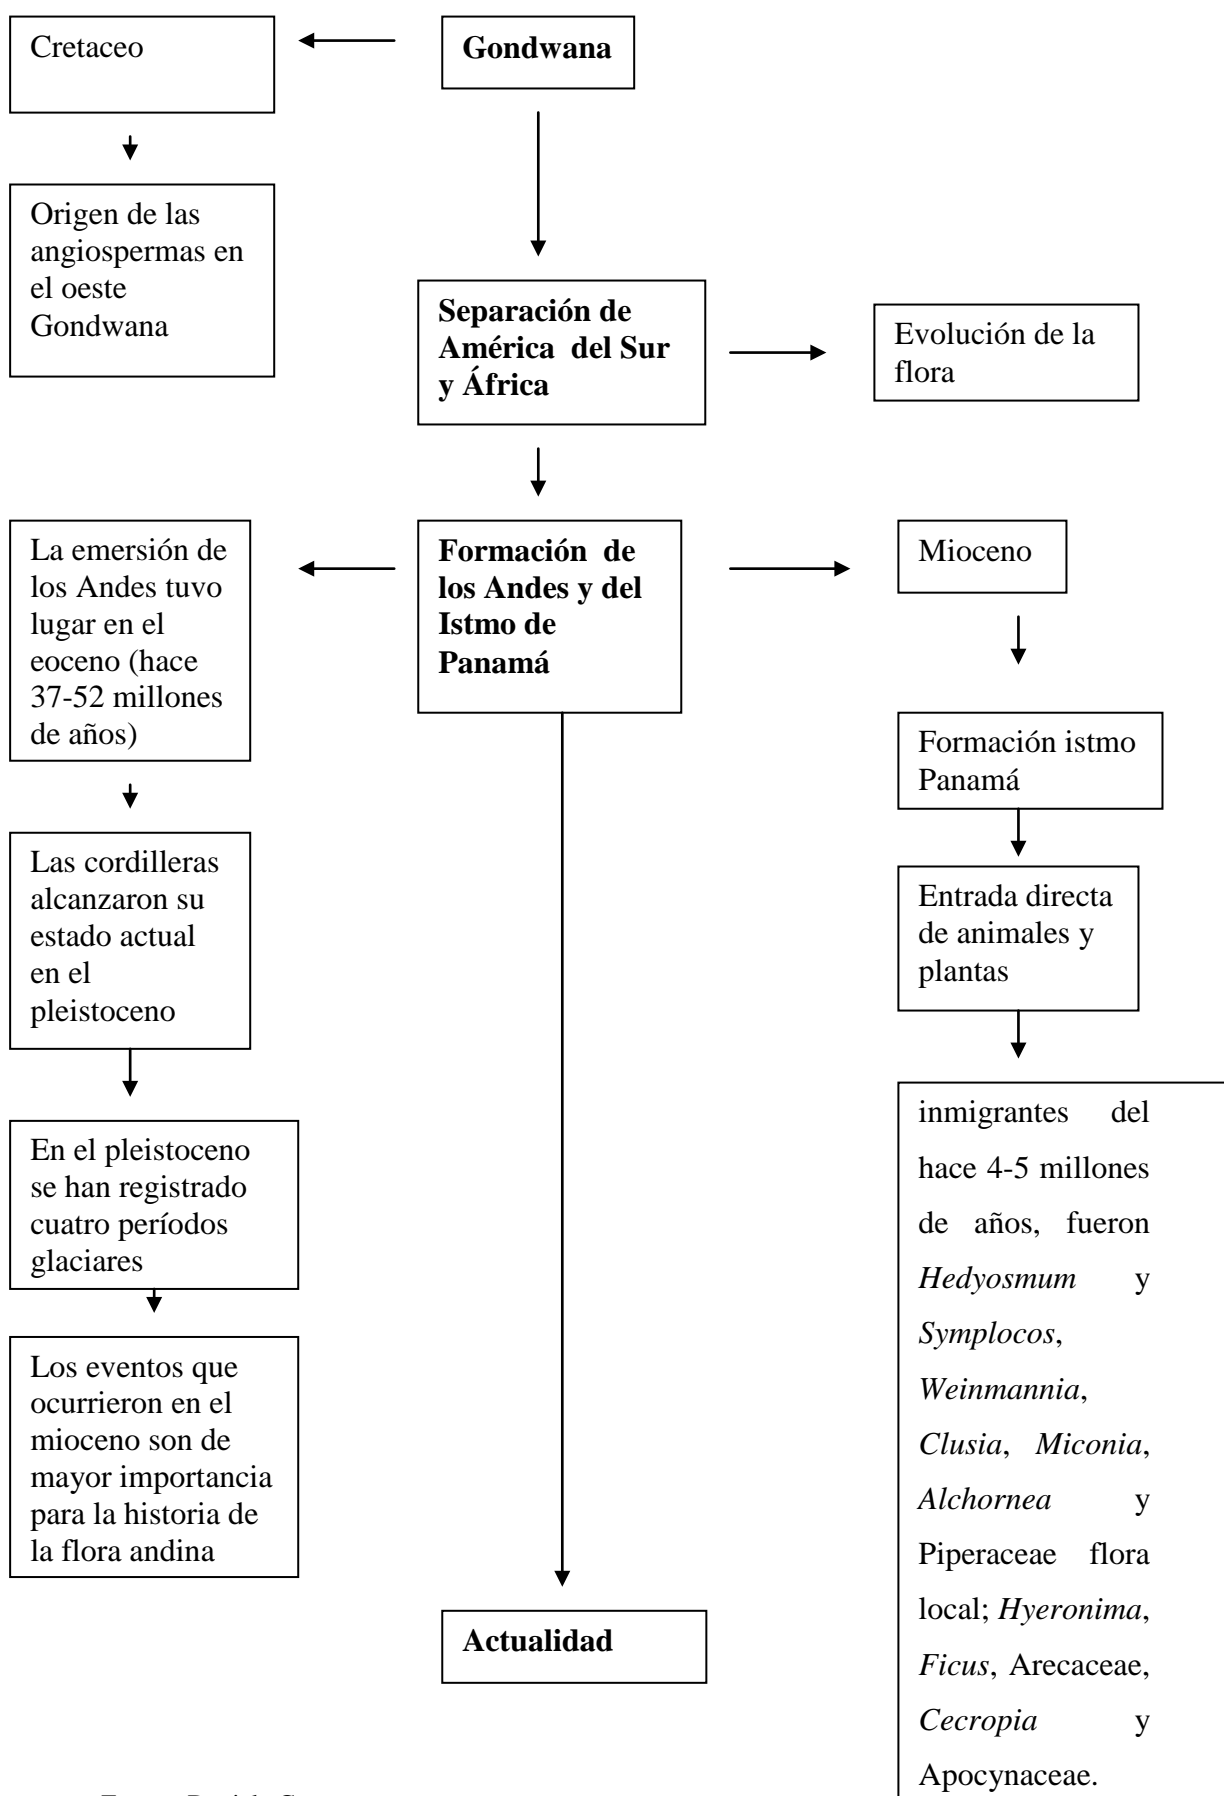 Cretaceo
Gondwana
Origen de las
angiospermas en
el oeste
Gondwana
Separación de
América del Sur
y África
Evolución de la
flora
La emersión de
los Andes tuvo
lugar en el
eoceno (hace
37-52 millones
de años)
Formación de
los Andes y del
Istmo de
Panamá
Mioceno
Formación istmo
Panamá
Las cordilleras
alcanzaron su
estado actual
en el
pleistoceno
Entrada directa
de animales y
plantas
En el pleistoceno
se han registrado
cuatro períodos
glaciares
inmigrantes del
hace 4-5 millones
de años, fueron
Hedyosmum y
Symplocos,
Weinmannia,
Clusia, Miconia,
Alchornea y
Piperaceae flora
local; Hyeronima,
Ficus, Arecaceae,
Cecropia y
Apocynaceae.
Los eventos que
ocurrieron en el
mioceno son de
mayor importancia
para la historia de
la flora andina
Actualidad